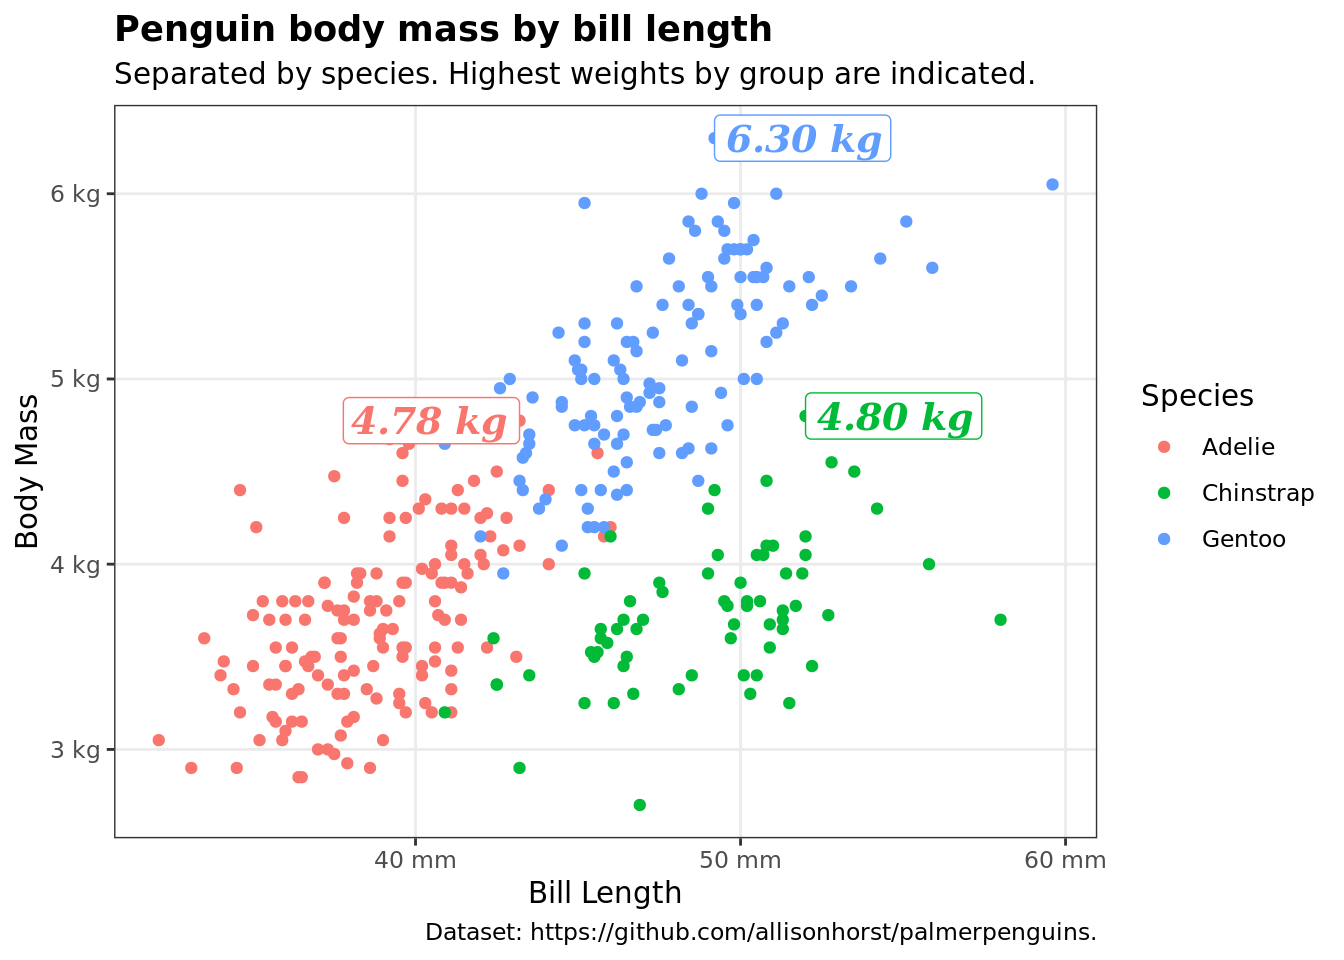 Penguin body mass by bill length
Separated by species. Highest weights by group are indicated.
6.30 kg
6 kg
5 kg
4.78 kg
4.80 kg
4 kg
3 kg
Body Mass
40 mm
50 mm
60 mm
Bill Length
Species
Adelie
Chinstrap
Gentoo
Dataset: https://github.com/allisonhorst/palmerpenguins.